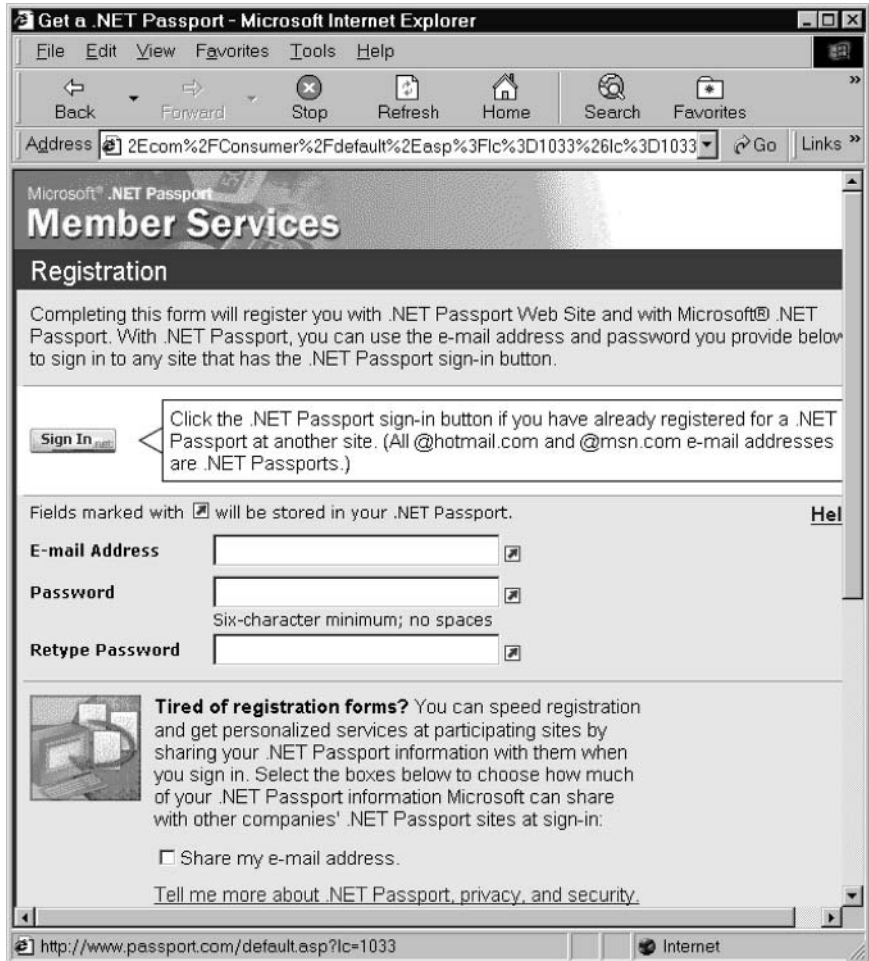 Get a .NET Passport - Microsoft Internet Explorer
File Edit View Favorites Tools Help
Back Forward Stop Refresh Home Search Favorites »
Address 2Ecom%2FConsumer%2Fdefault%2Easp%3Flc%3D1033%26lc%3D1033 Go Links »
Microsoft® .NET Passport
Member Services
Registration
Completing this form will register you with .NET Passport Web Site and with Microsoft® .NET
Passport. With .NET Passport, you can use the e-mail address and password you provide below
to sign in to any site that has the .NET Passport sign-in button.
Sign In .net
Click the .NET Passport sign-in button if you have already registered for a .NET
Passport at another site. (All @hotmail.com and @msn.com e-mail addresses
are .NET Passports.)
Fields marked with will be stored in your .NET Passport.
Hel
E-mail Address
Password
Six-character minimum; no spaces
Retype Password
Tired of registration forms? You can speed registration
and get personalized services at participating sites by
sharing your .NET Passport information with them when
you sign in. Select the boxes below to choose how much
of your .NET Passport information Microsoft can share
with other companies' .NET Passport sites at sign-in:
Share my e-mail address.
Tell me more about .NET Passport, privacy, and security.
http://www.passport.com/default.asp?lc=1033 Internet